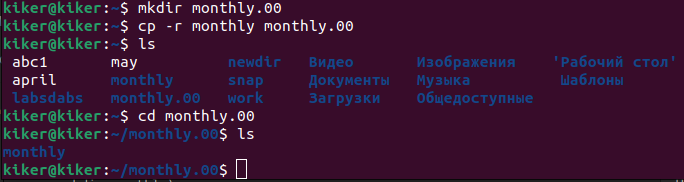 kiker@kiker:~$ mkdir monthly.00
kiker@kiker:~$ cp -r monthly monthly.00
kiker@kiker:~$ ls
abc1 may newdir Видео Изображения 'Рабочий стол'
april monthly snap Документы Музыка Шаблоны
labsdabs monthly.00 work Загрузки Общедоступные
kiker@kiker:~$ cd monthly.00
kiker@kiker:~/monthly.00$ ls
monthly
kiker@kiker:~/monthly.00$